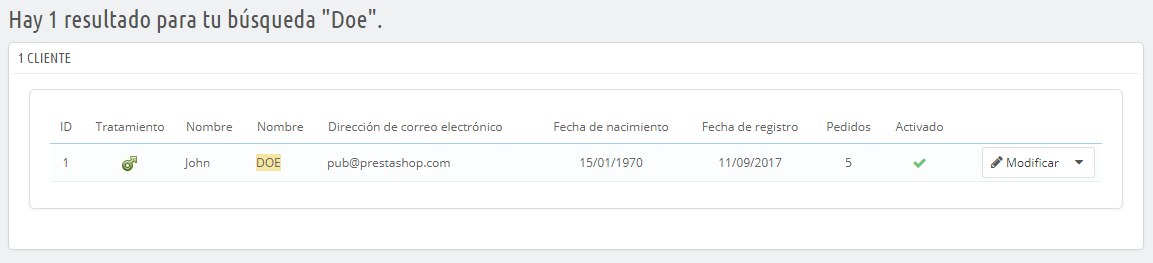 Hay 1 resultado para tu búsqueda "Doe".
1 CLIENTE
ID Tratamiento Nombre Nombre Dirección de correo electrónico Fecha de nacimiento Fecha de registro Pedidos Activado
1 John DOE pub@prestashop.com 15/01/1970 11/09/2017 5 Modificar